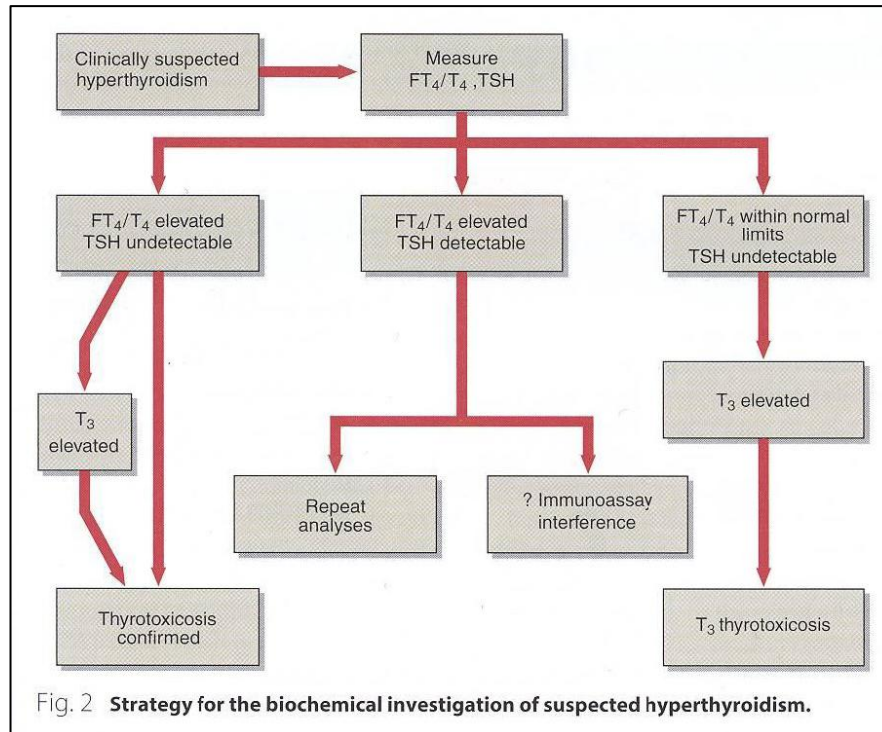 Clinically suspected
hyperthyroidism
Measure
FT₄/T₄ ,TSH
FT₄/T₄ elevated
TSH undetectable
FT₄/T₄ elevated
TSH detectable
FT₄/T₄ within normal
limits
TSH undetectable
T₃
elevated
T₃ elevated
Repeat
analyses
? Immunoassay
interference
Thyrotoxicosis
confirmed
T₃ thyrotoxicosis
Fig. 2 Strategy for the biochemical investigation of suspected hyperthyroidism.